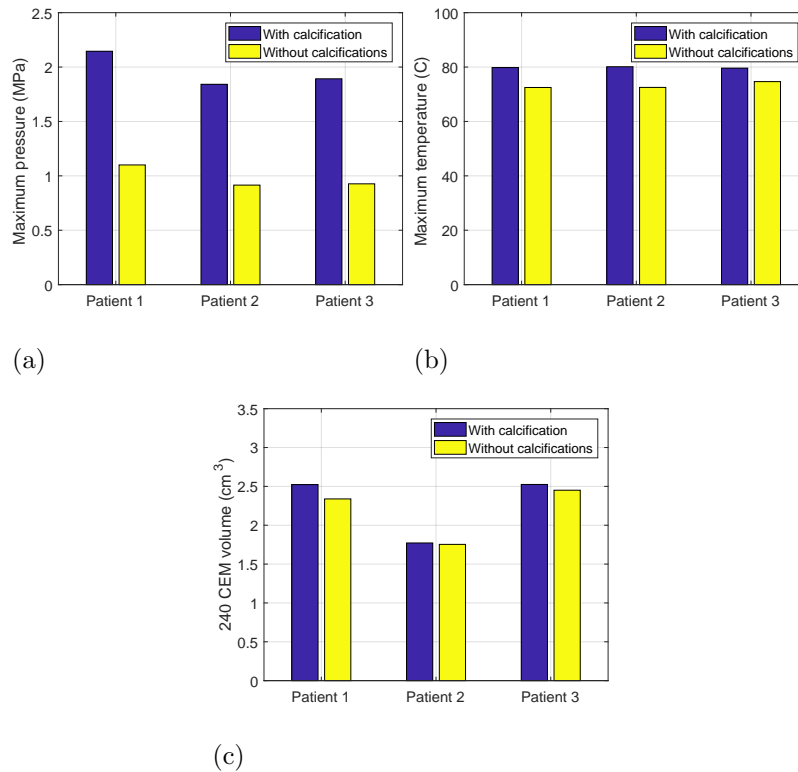 2.5
2
1.5
1
0.5
0
Maximum pressure (MPa)
With calcification
Without calcifications
Patient 1 Patient 2 Patient 3
(a)
100
80
60
40
20
0
Maximum temperature (C)
With calcification
Without calcifications
Patient 1 Patient 2 Patient 3
(b)
3.5
3
2.5
2
1.5
1
0.5
0
240 CEM volume (cm 3)
With calcification
Without calcifications
Patient 1 Patient 2 Patient 3
(c)